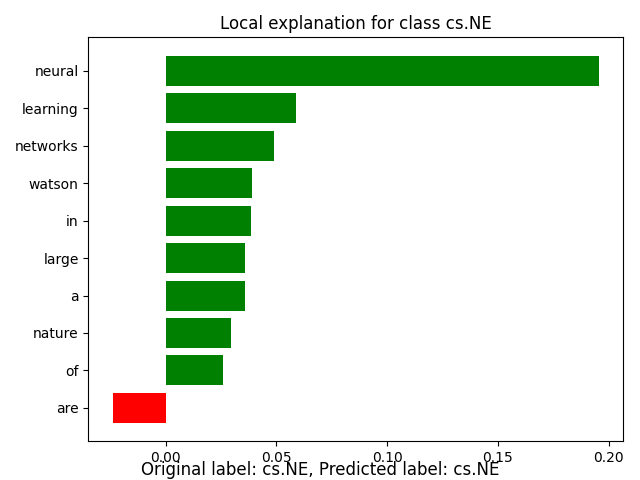 Local explanation for class cs.NE
neural
learning
networks
watson
in
large
a
nature
of
are
0.00 0.05 0.10 0.15 0.20
Original label: cs.NE, Predicted label: cs.NE